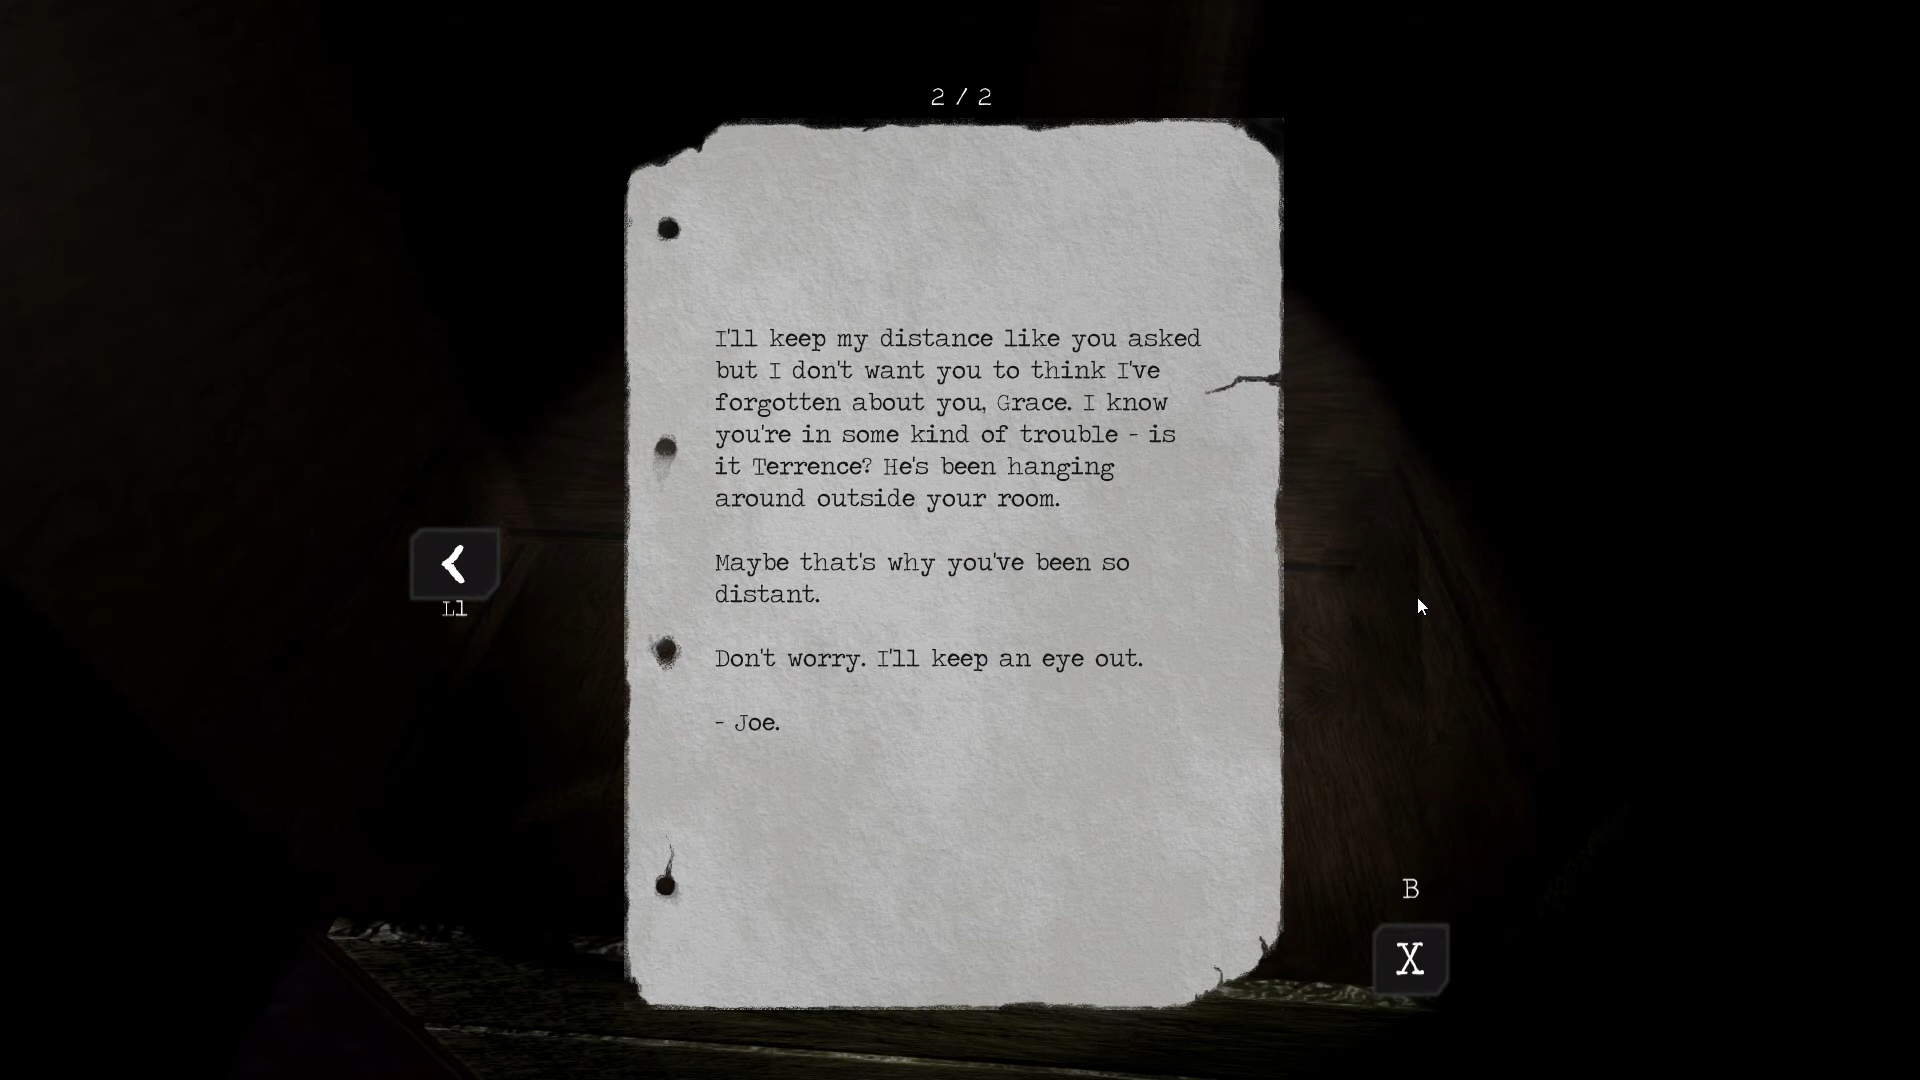 2 / 2
I'll keep my distance like you asked
but I don't want you to think I've
forgotten about you, Grace. I know
you're in some kind of trouble - is
it Terrence? He's been hanging
around outside your room.
Maybe that's why you've been so
distant.
Don't worry. I'll keep an eye out.
- Joe.
<
L1
B
X